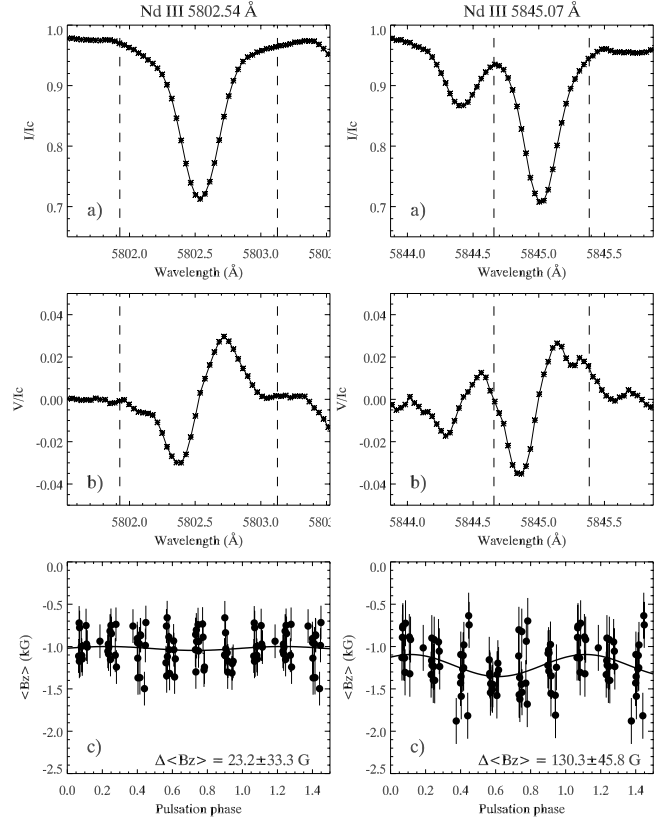 Nd III 5802.54 Å
Nd III 5845.07 Å
1.0
0.9
0.8
0.7
I/Ic
a)
5802.0 5802.5 5803.0 5803
Wavelength (Å)
1.0
0.9
0.8
0.7
I/Ic
a)
5844.0 5844.5 5845.0 5845.5
Wavelength (Å)
0.04
0.02
0.00
-0.02
-0.04
V/Ic
b)
5802.0 5802.5 5803.0 5803
Wavelength (Å)
0.04
0.02
0.00
-0.02
-0.04
V/Ic
b)
5844.0 5844.5 5845.0 5845.5
Wavelength (Å)
0.0
-0.5
-1.0
-1.5
-2.0
-2.5
<Bz> (kG)
c)
Δ<Bz> = 23.2±33.3 G
0.0 0.2 0.4 0.6 0.8 1.0 1.2 1.4
Pulsation phase
0.0
-0.5
-1.0
-1.5
-2.0
-2.5
<Bz> (kG)
c)
Δ<Bz> = 130.3±45.8 G
0.0 0.2 0.4 0.6 0.8 1.0 1.2 1.4
Pulsation phase